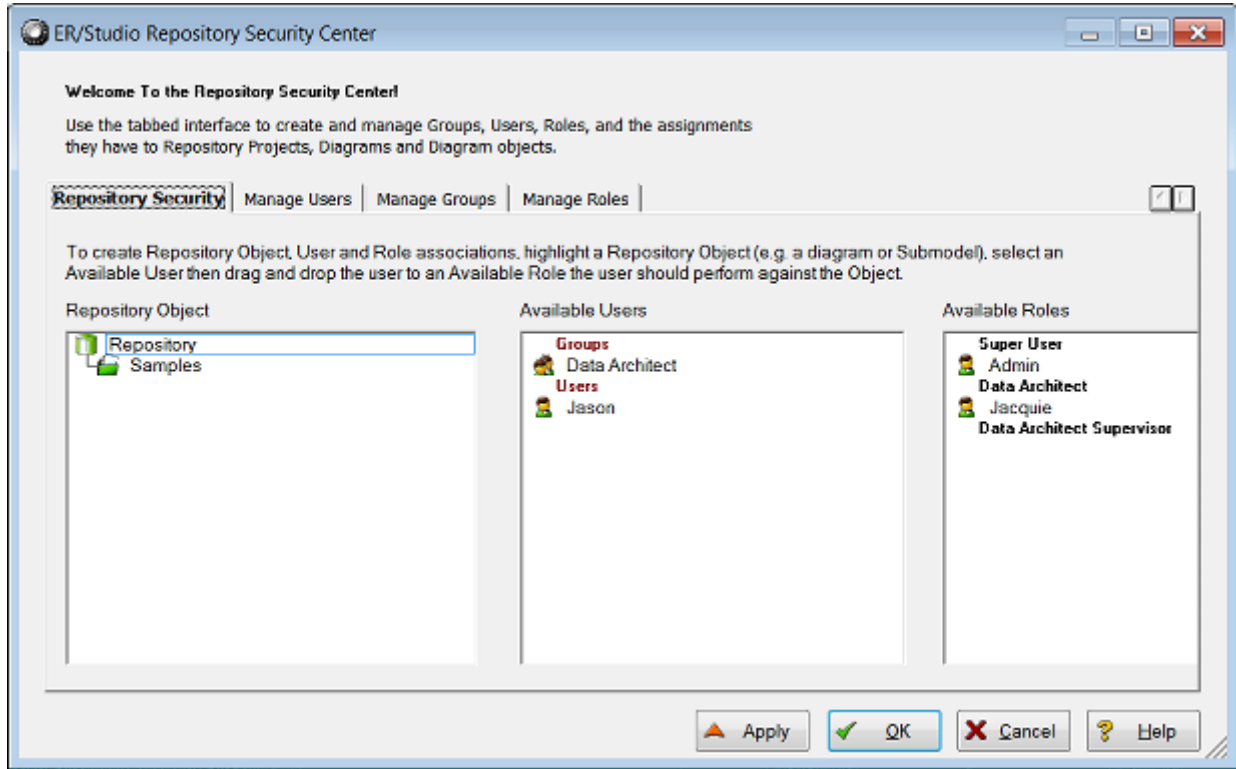 ER/Studio Repository Security Center
Welcome To the Repository Security Center!
Use the tabbed interface to create and manage Groups, Users, Roles, and the assignments
they have to Repository Projects, Diagrams and Diagram objects.
Repository Security Manage Users Manage Groups Manage Roles
To create Repository Object, User and Role associations, highlight a Repository Object (e.g. a diagram or Submodel), select an
Available User then drag and drop the user to an Available Role the user should perform against the Object.
Repository Object
Repository
Samples
Available Users
Groups
Data Architect
Users
Jason
Available Roles
Super User
Admin
Data Architect
Jacquie
Data Architect Supervisor
Apply OK Cancel Help